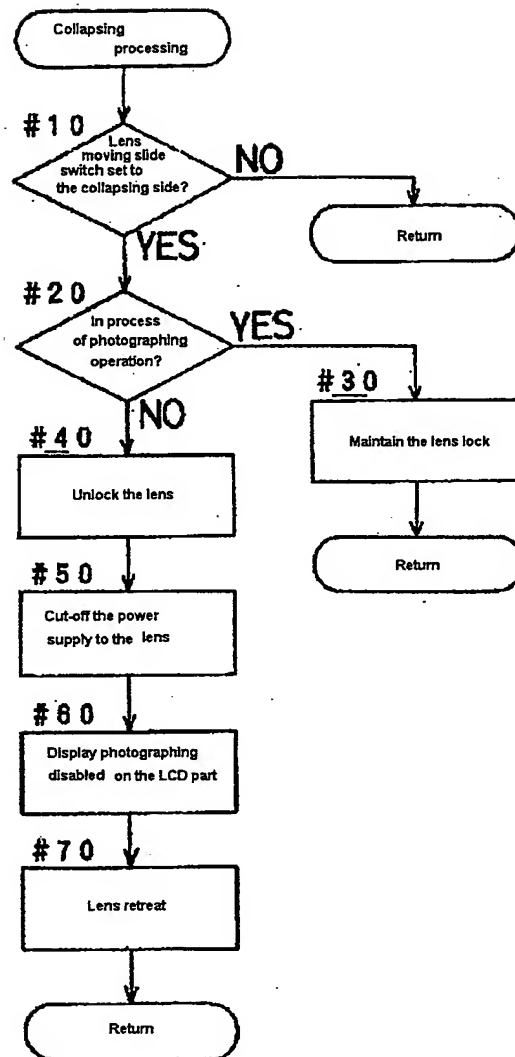 Collapsing
processing
#10
Lens
moving slide
switch set to
the collapsing side?
NO
Return
YES
#20
In process
of photographing
operation?
YES
#30
Maintain the lens lock
Return
NO
#40
Unlock the lens
#50
Cut-off the power
supply to the lens
#60
Display photographing
disabled on the LCD part
#70
Lens retreat
Return